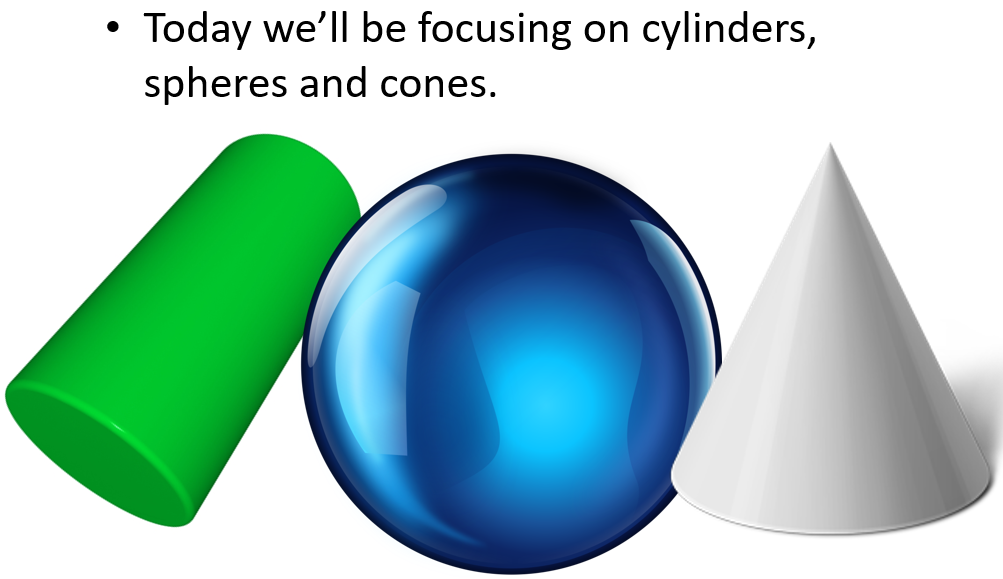 • Today we’ll be focusing on cylinders,
spheres and cones.